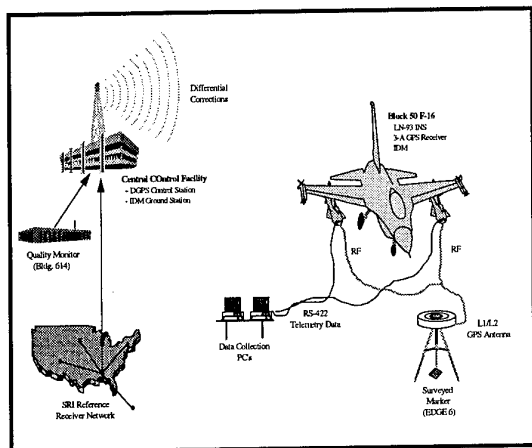 Differential
Corrections
Central COntrol Facility
- DGPS Control Station
- IDM Ground Station
Quality Monitor
(Bldg. 614)
SRI Reference
Receiver Network
Block 50 F-16
LN-93 INS
3-A GPS Receiver
IDM
RF
RF
RS-422
Telemetry Data
Data Collection
PC's
L1/L2
GPS Antenna
Surveyed
Marker
(EDGE 6)